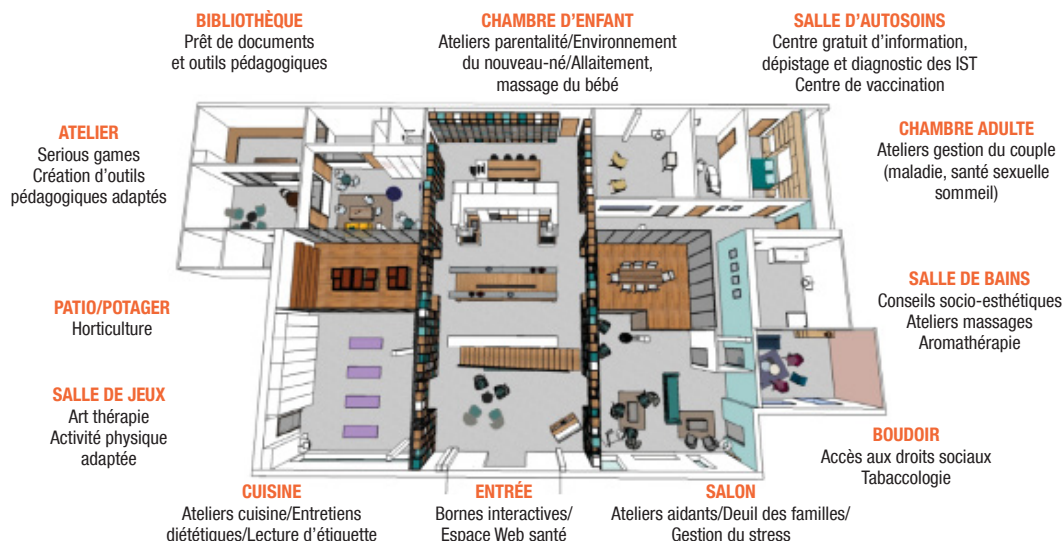 BIBLIOTHÈQUE
Prêt de documents
et outils pédagogiques
CHAMBRE D'ENFANT
Ateliers parentalité/Environnement
du nouveau-né/Allaitement,
massage du bébé
SALLE D'AUTOSOINS
Centre gratuit d'information,
dépistage et diagnostic des IST
Centre de vaccination
ATELIER
Serious games
Création d'outils
pédagogiques adaptés
CHAMBRE ADULTE
Ateliers gestion du couple
(maladie, santé sexuelle
sommeil)
PATIO/POTAGER
Horticulture
SALLE DE BAINS
Conseils socio-esthétiques
Ateliers massages
Aromathérapie
SALLE DE JEUX
Art thérapie
Activité physique
adaptée
BOUDOIR
Accès aux droits sociaux
Tabaccologie
CUISINE
Ateliers cuisine/Entretiens
diététiques/Lecture d'étiquette
ENTRÉE
Bornes interactives/
Espace Web santé
SALON
Ateliers aidants/Deuil des familles/
Gestion du stress